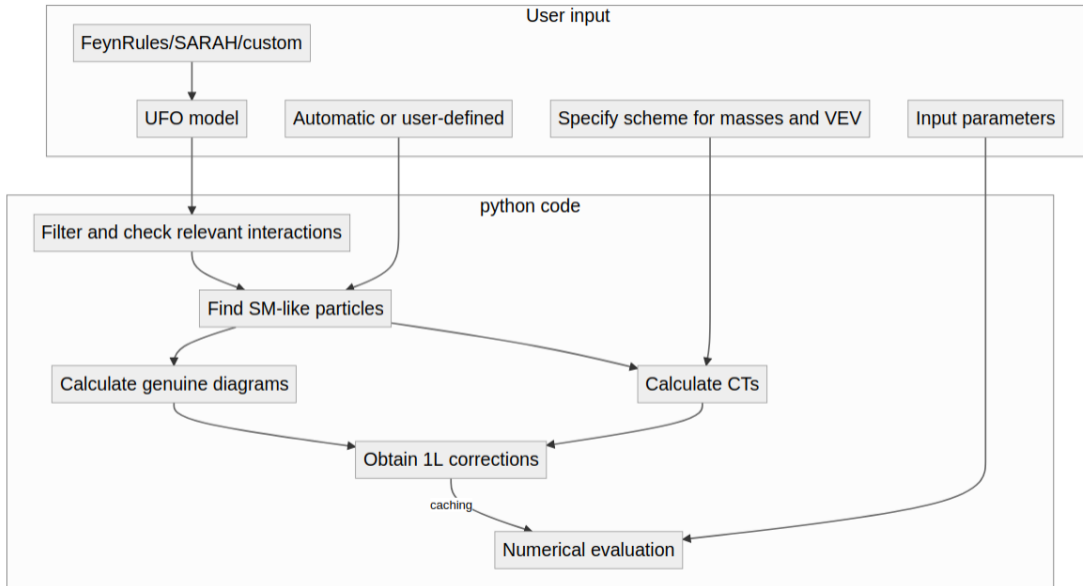 User input
FeynRules/SARAH/custom
UFO model
Automatic or user-defined
Specify scheme for masses and VEV
Input parameters
python code
Filter and check relevant interactions
Find SM-like particles
Calculate genuine diagrams
Calculate CTs
Obtain 1L corrections
caching
Numerical evaluation